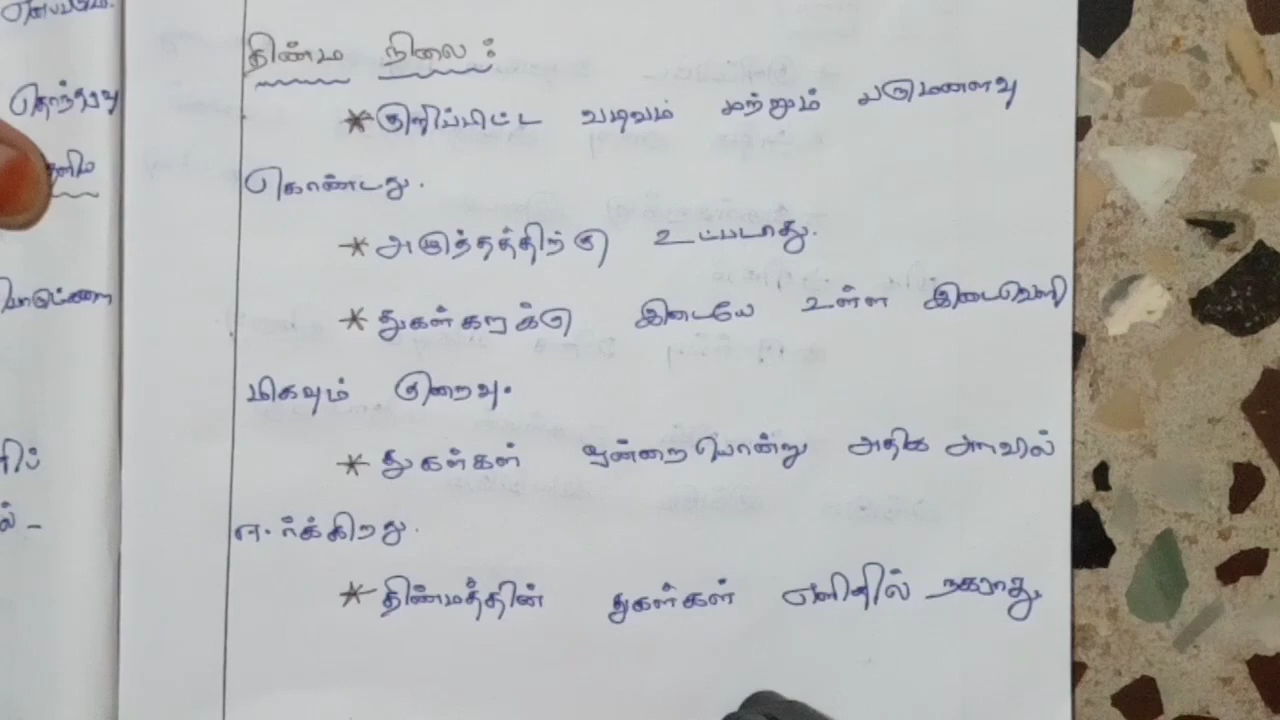 திண்ம நிலை :
* குறிப்பிட்ட வடிவம் மற்றும் பருமனளவு
கொண்டது.
* அழுத்தத்திற்கு உட்படாது.
* துகள்களுக்கு இடையே உள்ள இடைவெளி
மிகவும் குறைவு.
* துகள்கள் ஒன்றையொன்று அதிக அளவில்
ஈர்க்கிறது.
* திண்மத்தின் துகள்கள் எளிதில் நகராது